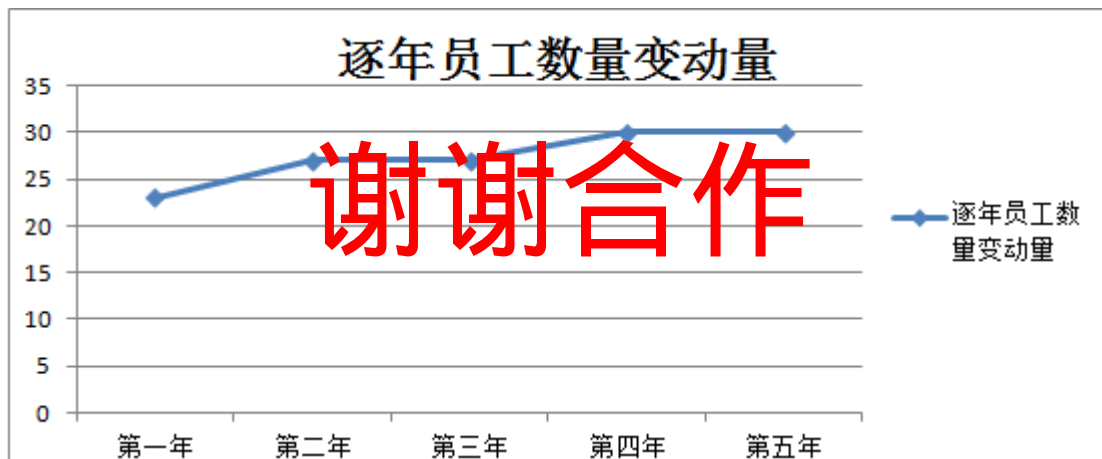 逐年员工数量变动量
35
30
25
20
15
10
5
0
谢谢合作
逐年员工数
量变动量
第一年 第二年 第三年 第四年 第五年